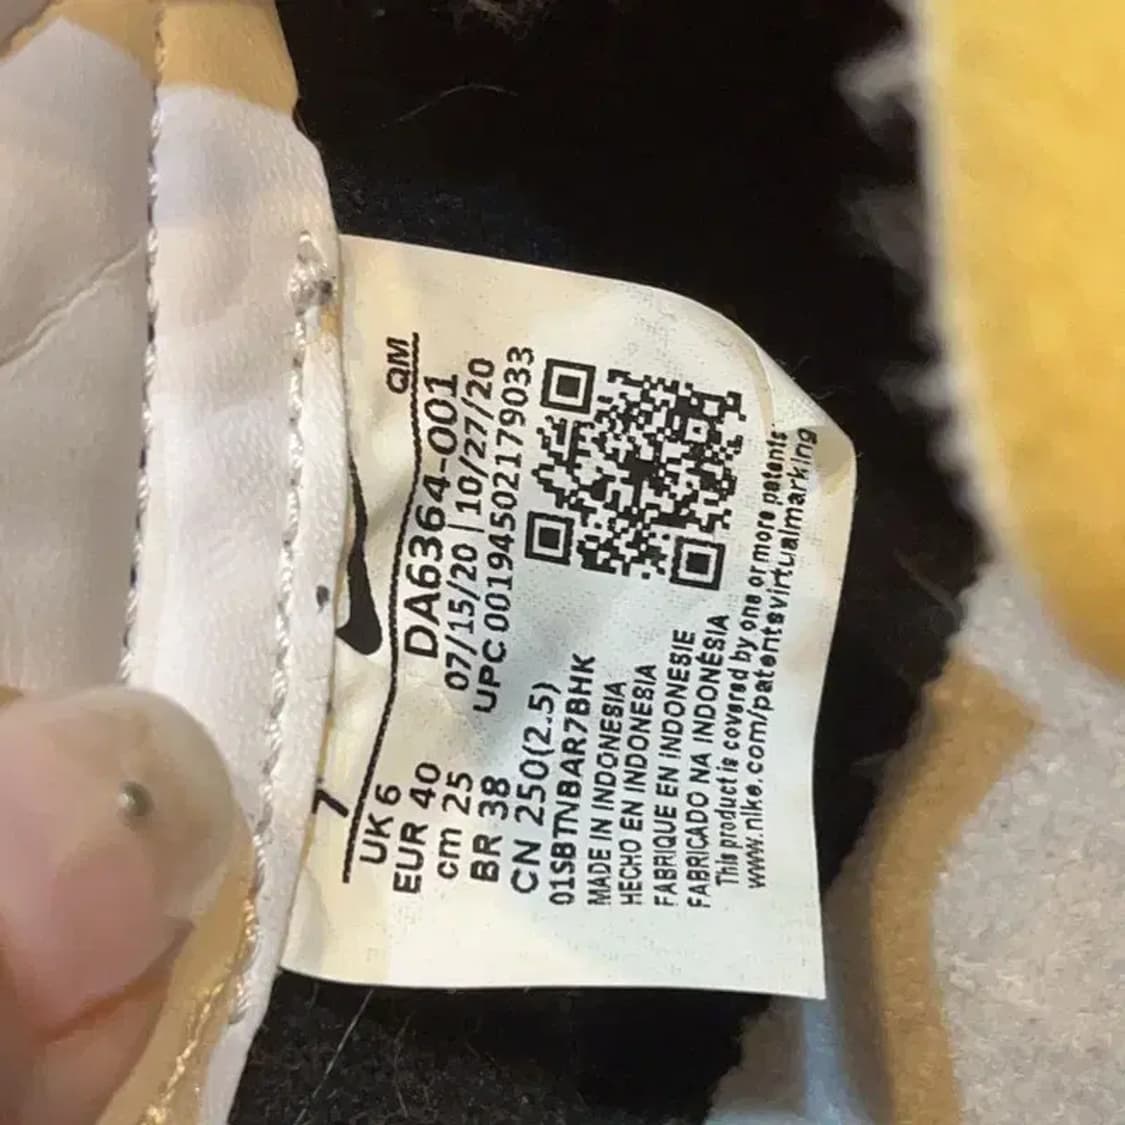 7
QM
UK 6
EUR 40
cm 25
BR 38
CN 250(2.5)
DA6364-001
07/15/20 | 10/27/20
UPC 00194502179033
01SBTNBAR7BHK
MADE IN INDONESIA
HECHO EN INDONESIA
FABRIQUE EN INDONESIE
FABRICADO NA INDONÉSIA
This product is covered by one or more patents.
www.nike.com/patentsvirtualmarking